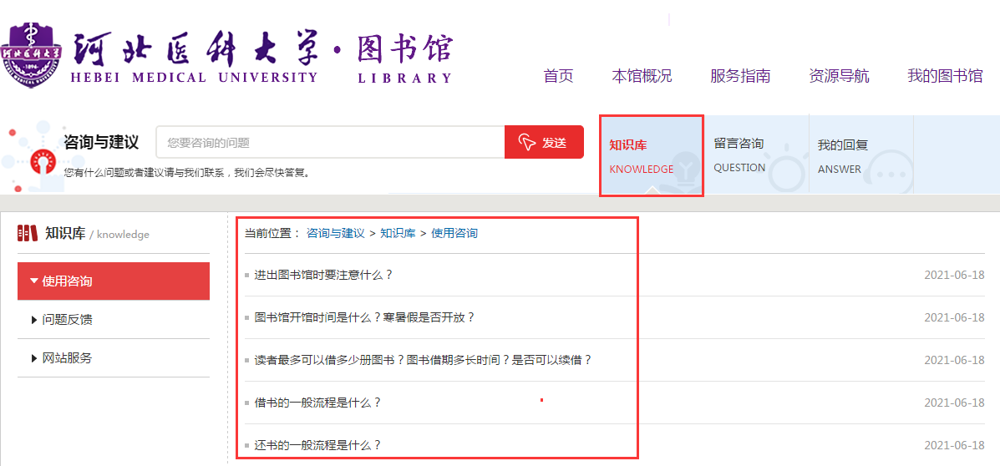 河北医科大学·图书馆
HEBEI MEDICAL UNIVERSITY LIBRARY
首页 本馆概况 服务指南 资源导航 我的图书馆
咨询与建议
您要咨询的问题
发送
您有什么问题或者建议请与我们联系，我们会尽快答复。
知识库
KNOWLEDGE
留言咨询
QUESTION
我的回复
ANSWER
知识库 / knowledge
使用咨询
问题反馈
网站服务
当前位置： 咨询与建议 > 知识库 > 使用咨询
进出图书馆时要注意什么？ 2021-06-18
图书馆开馆时间是什么？寒暑假是否开放？ 2021-06-18
读者最多可以借多少册图书？图书借期多长时间？是否可以续借？ 2021-06-18
借书的一般流程是什么？ 2021-06-18
还书的一般流程是什么？ 2021-06-18